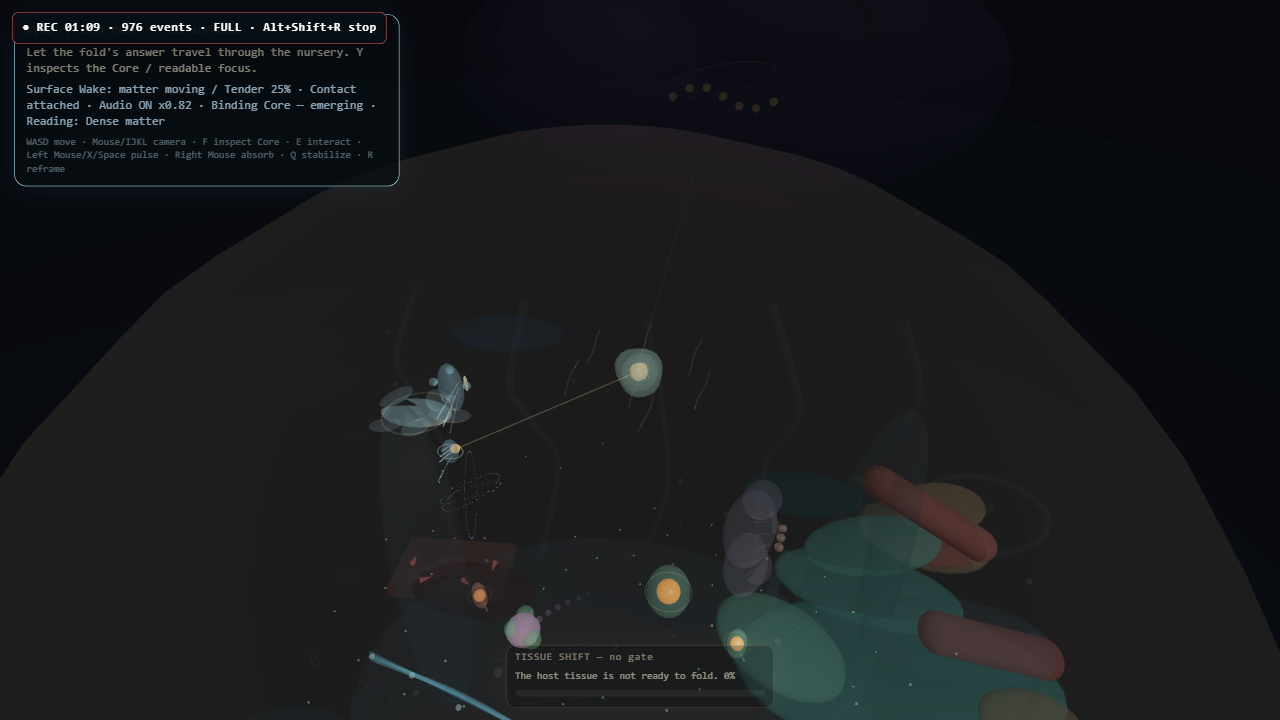 ● REC 01:09 · 976 events · FULL · Alt+Shift+R stop
Let the fold's answer travel through the nursery. Y
inspects the Core / readable focus.
Surface Wake: matter moving / Tender 25% · Contact
attached · Audio ON x0.82 · Binding Core — emerging ·
Reading: Dense matter
WASD move · Mouse/IJKL camera · F inspect Core · E interact ·
Left Mouse/X/Space pulse · Right Mouse absorb · Q stabilize · R
reframe
TISSUE SHIFT — no gate
The host tissue is not ready to fold. 0%